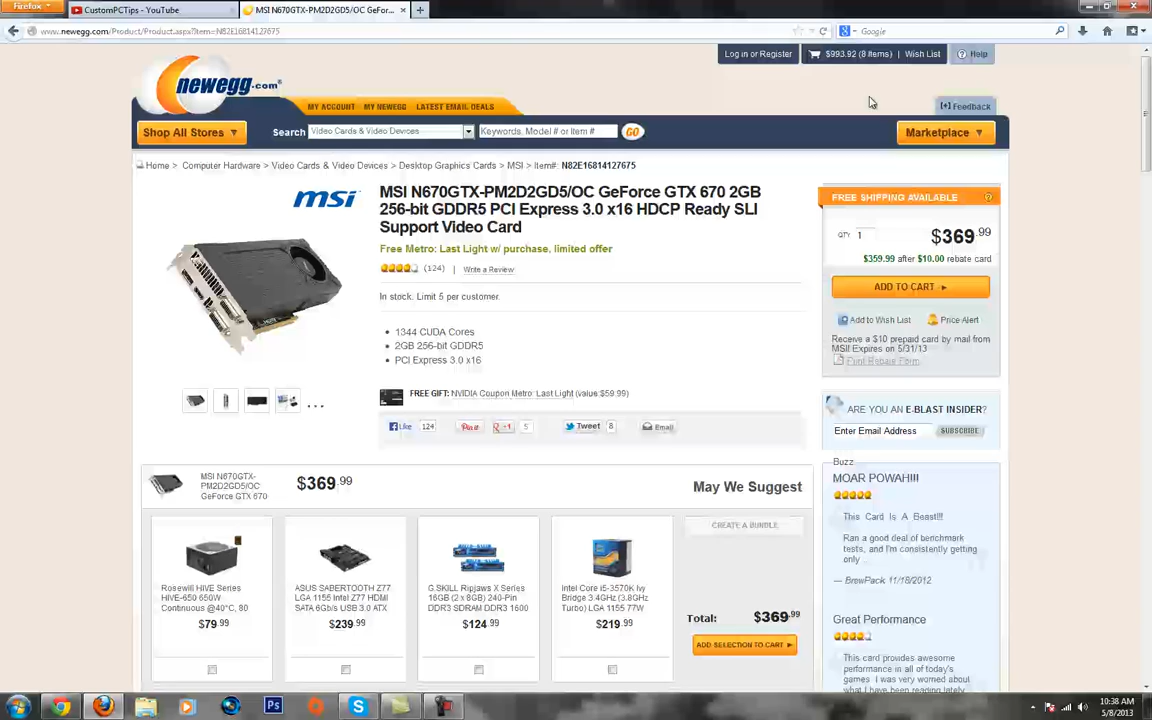 Firefox
CustomPCTips - YouTube
MSI N670GTX-PM2D2GD5/OC GeFor...
www.newegg.com/Product/Product.aspx?Item=N82E16814127675
Google
Log in or Register
$993.92 (8 Items) | Wish List
Help
newegg.com
MY ACCOUNT MY NEWEGG LATEST EMAIL DEALS
[+] Feedback
Shop All Stores
Search
Video Cards & Video Devices
Keywords, Model # or Item #
GO
Marketplace
Home > Computer Hardware > Video Cards & Video Devices > Desktop Graphics Cards > MSI > Item#: N82E16814127675
msi
MSI N670GTX-PM2D2GD5/OC GeForce GTX 670 2GB
256-bit GDDR5 PCI Express 3.0 x16 HDCP Ready SLI
Support Video Card
Free Metro: Last Light w/ purchase, limited offer
(124) | Write a Review
In stock. Limit 5 per customer.
1344 CUDA Cores
2GB 256-bit GDDR5
PCI Express 3.0 x16
FREE GIFT: NVIDIA Coupon Metro: Last Light (value:$59.99)
Like 124
Pin it
+1 5
Tweet 8
Email
FREE SHIPPING AVAILABLE
QTY 1
$369.99
$359.99 after $10.00 rebate card
ADD TO CART
Add to Wish List
Price Alert
Receive a $10 prepaid card by mail from
MSI! Expires on 5/31/13
Print Rebate Form
ARE YOU AN E-BLAST INSIDER?
Enter Email Address
SUBSCRIBE
Buzz
MOAR POWAH!!!
This Card Is A Beast!!!
Ran a good deal of benchmark
tests, and I'm consistently getting
only ...
— BrewPack 11/18/2012
Great Performance
This card provides awesome
performance in all of today's
games. I was very worried about
what I have been reading lately
MSI N670GTX-
PM2D2GD5/OC
GeForce GTX 670
$369.99
May We Suggest
Rosewill HIVE Series
HIVE-650 650W
Continuous @40°C, 80
$79.99
ASUS SABERTOOTH Z77
LGA 1155 Intel Z77 HDMI
SATA 6Gb/s USB 3.0 ATX
$239.99
G.SKILL Ripjaws X Series
16GB (2 x 8GB) 240-Pin
DDR3 SDRAM DDR3 1600
$124.99
Intel Core i5-3570K Ivy
Bridge 3.4GHz (3.8GHz
Turbo) LGA 1155 77W
$219.99
CREATE A BUNDLE
Total: $369.99
ADD SELECTION TO CART
Ps
10:38 AM
5/8/2013